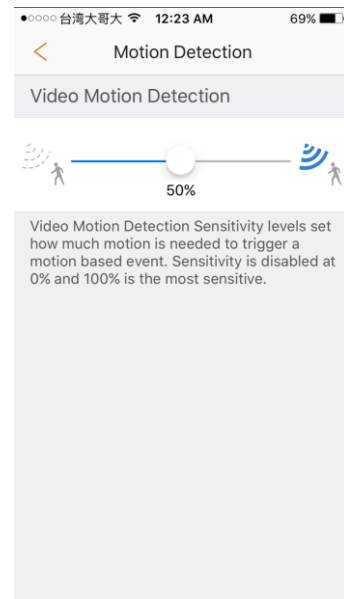 台湾大哥大 12:23 AM 69%
Motion Detection
Video Motion Detection
50%
Video Motion Detection Sensitivity levels set
how much motion is needed to trigger a
motion based event. Sensitivity is disabled at
0% and 100% is the most sensitive.